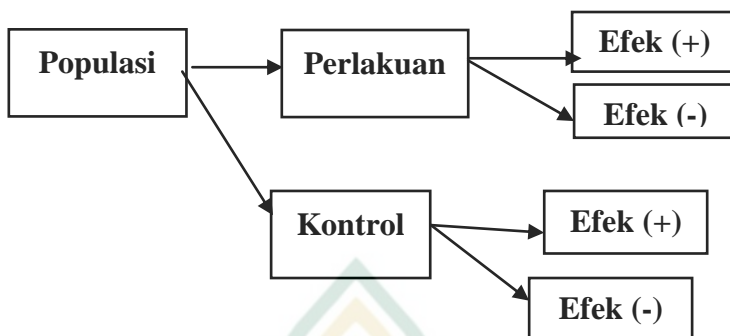 Populasi
Perlakuan
Efek (+)
Efek (-)
Kontrol
Efek (+)
Efek (-)